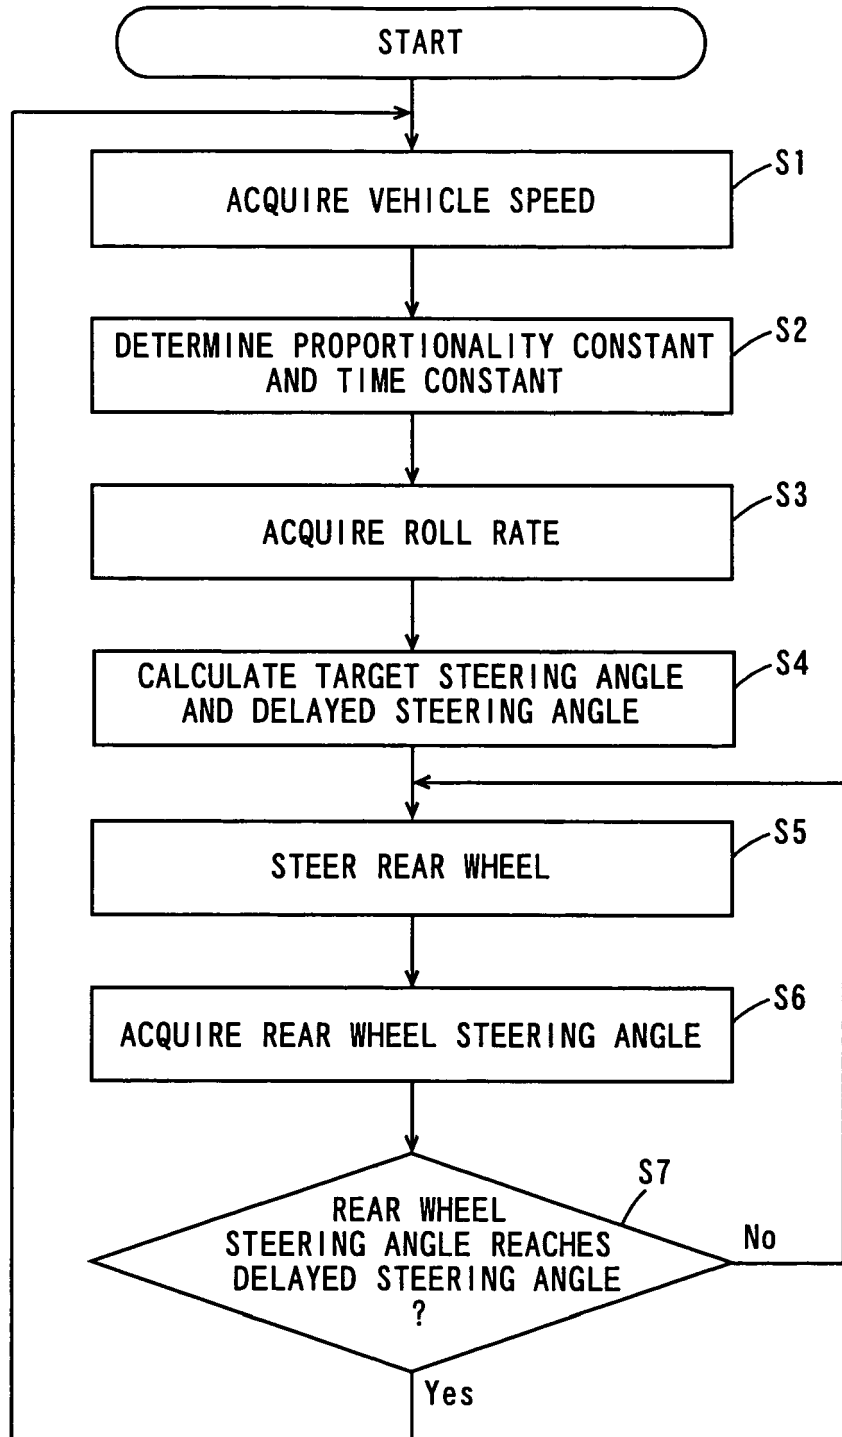 START
S1
ACQUIRE VEHICLE SPEED
S2
DETERMINE PROPORTIONALITY CONSTANT
AND TIME CONSTANT
S3
ACQUIRE ROLL RATE
S4
CALCULATE TARGET STEERING ANGLE
AND DELAYED STEERING ANGLE
S5
STEER REAR WHEEL
S6
ACQUIRE REAR WHEEL STEERING ANGLE
S7
REAR WHEEL
STEERING ANGLE REACHES
DELAYED STEERING ANGLE
?
No
Yes